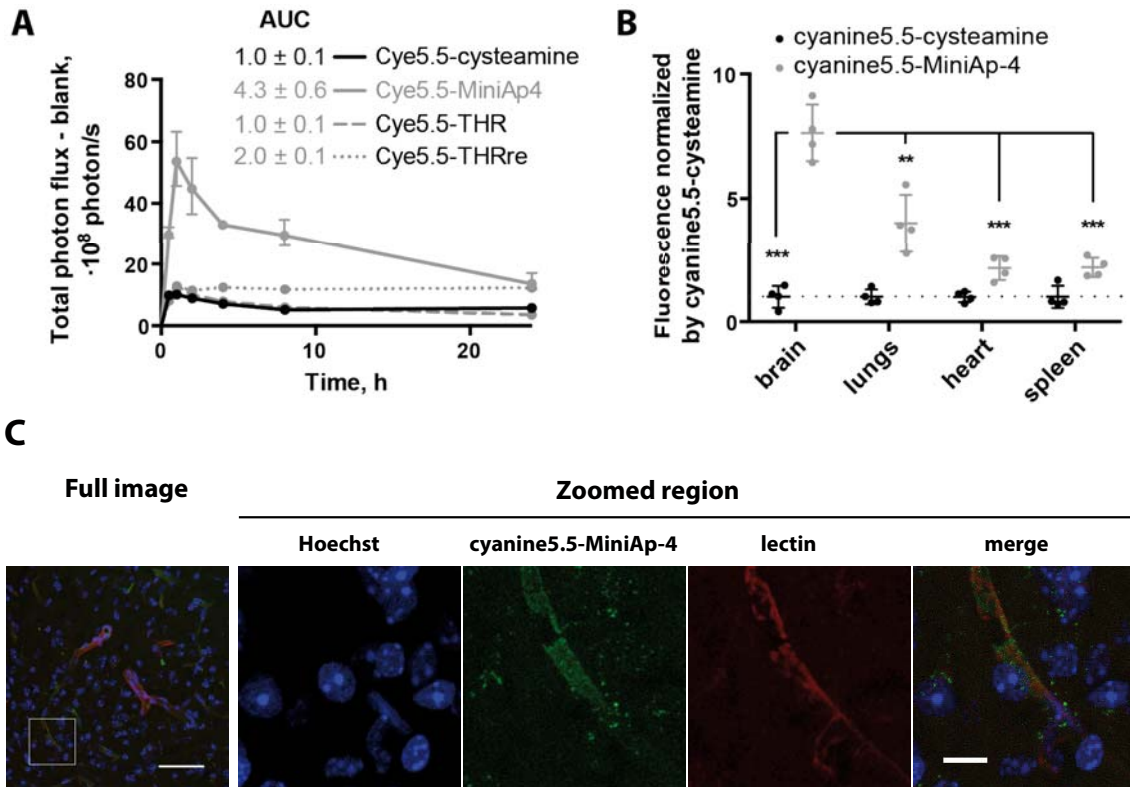 A
AUC
1.0 ± 0.1 Cye5.5-cysteamine
4.3 ± 0.6 Cye5.5-MiniAp4
1.0 ± 0.1 Cye5.5-THR
2.0 ± 0.1 Cye5.5-THRre
Total photon flux - blank,
·10⁸ photon/s
80
60
40
20
0
0 10 20
Time, h
B
cyanine5.5-cysteamine
cyanine5.5-MiniAp-4
Fluorescence normalized
by cyanine5.5-cysteamine
10
5
0
***
**
***
***
brain
lungs
heart
spleen
C
Full image
Zoomed region
Hoechst
cyanine5.5-MiniAp-4
lectin
merge